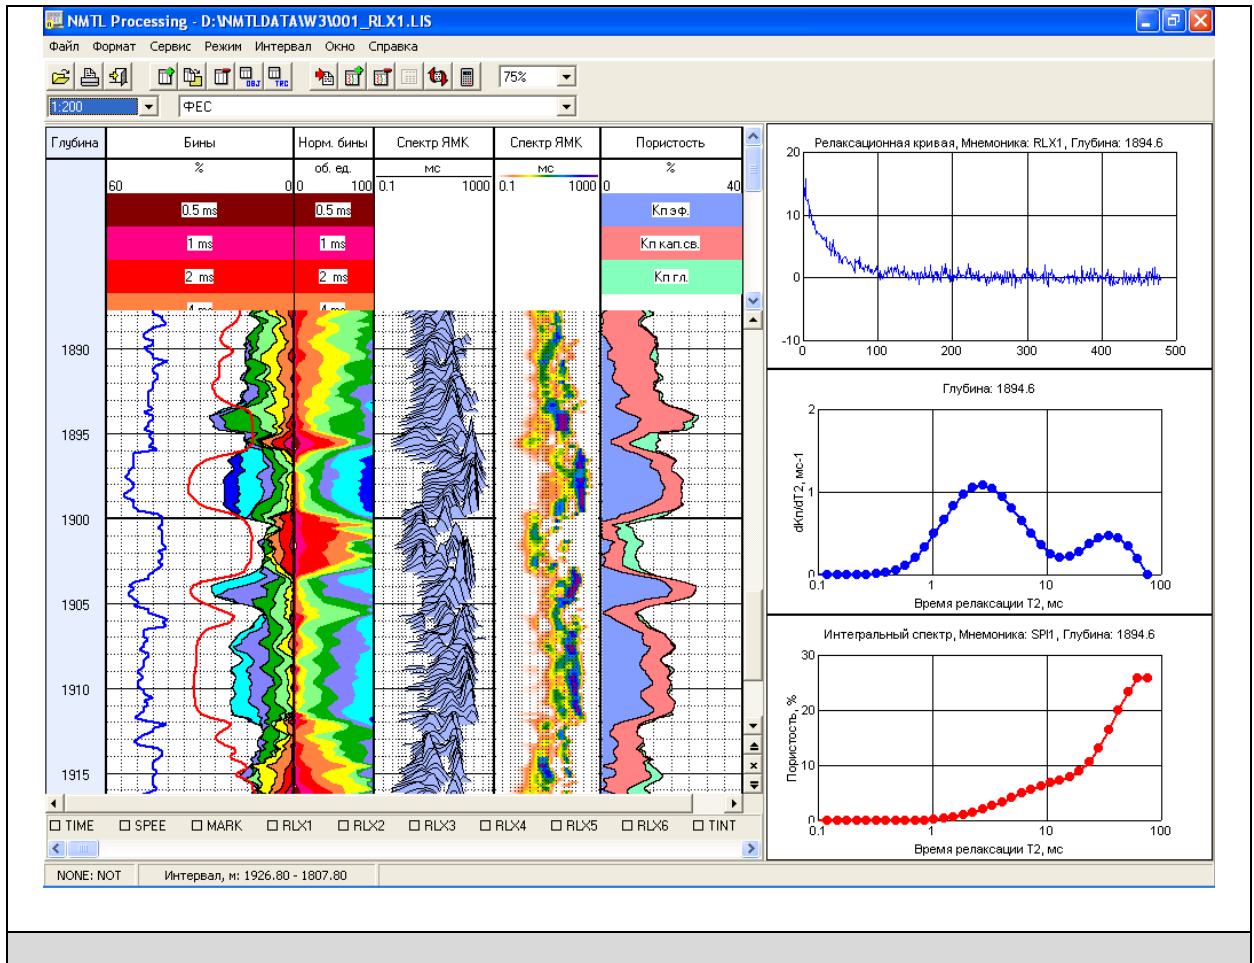 NMTL Processing - D:\NMTLDATA\W3\001_RLX1.LIS
Файл Формат Сервис Режим Интервал Окно Справка
OBJ TRC 75%
1:200 ФЕС
Глубина Бины Норм. бины Спектр ЯМК Спектр ЯМК Пористость
% об. ед. мс мс %
60 0 0 100 0.1 1000 0.1 1000 0 40
0.5 ms 0.5 ms Кп эф.
1 ms 1 ms Кп кап.св.
2 ms 2 ms Кп гл.
4 ms 4 ms
1890
1895
1900
1905
1910
1915
Релаксационная кривая, Мнемоника: RLX1, Глубина: 1894.6
20
10
0
-10
0 100 200 300 400 500
Глубина: 1894.6
dКп/dT2, мс-1
2
1
0
0.1 1 10 100
Время релаксации T2, мс
Интегральный спектр, Мнемоника: SPI1, Глубина: 1894.6
Пористость, %
30
20
10
0
0.1 1 10 100
Время релаксации T2, мс
TIME SPEE MARK RLX1 RLX2 RLX3 RLX4 RLX5 RLX6 TINT
NONE: NOT Интервал, м: 1926.80 - 1807.80